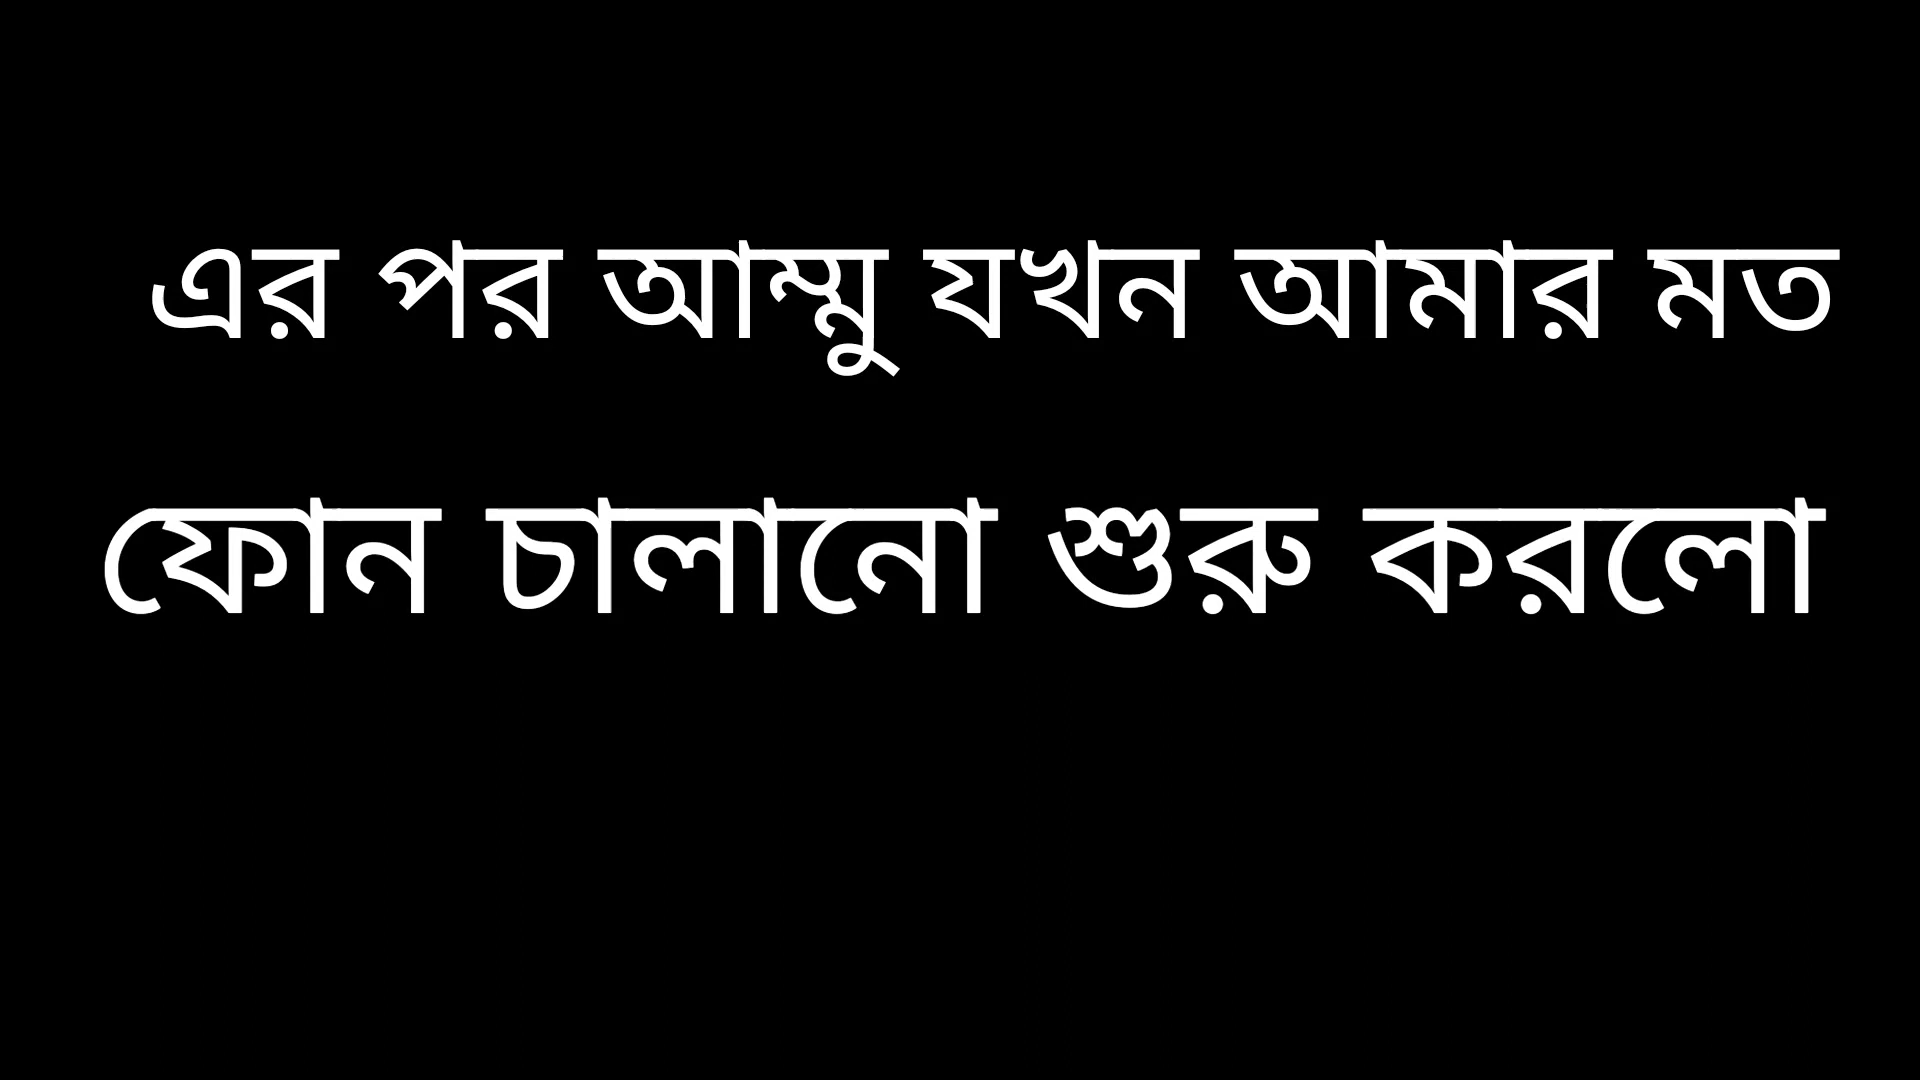 এর পর আম্মু যখন আমার মত
ফোন চালানো শুরু করলো